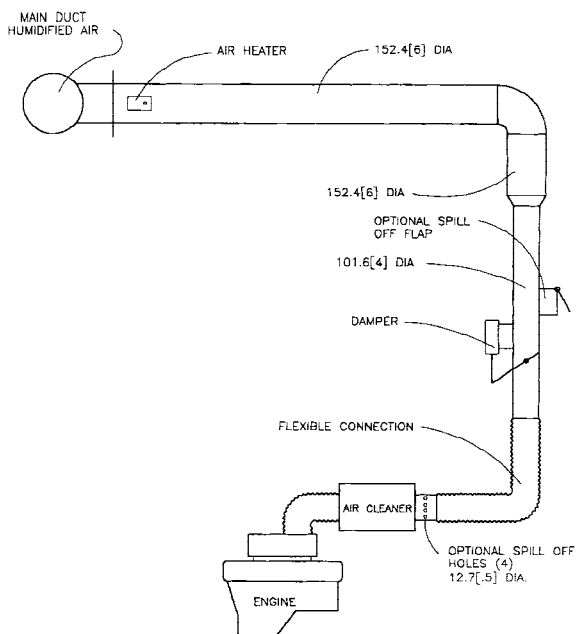 MAIN DUCT
HUMIDIFIED AIR
AIR HEATER
152.4[6] DIA
152.4[6] DIA
OPTIONAL SPILL
OFF FLAP
101.6[4] DIA
DAMPER
FLEXIBLE CONNECTION
AIR CLEANER
OPTIONAL SPILL OFF
HOLES (4)
12.7[.5] DIA.
ENGINE